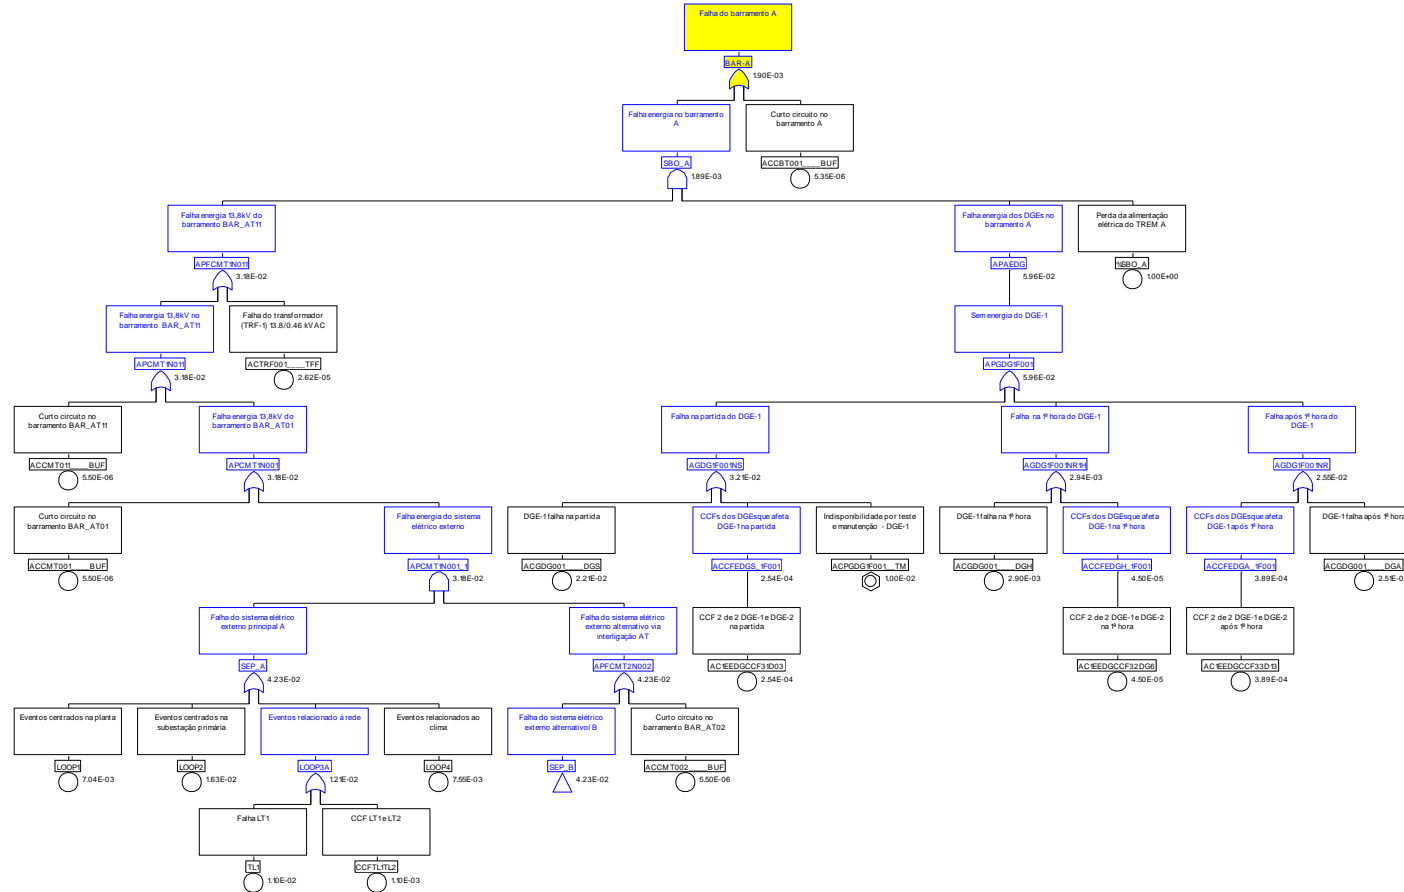 Falha do barramento A
BAR-A
1.90E-03
Falha energia no barramento
A
SBO_A
1.89E-03
Curto circuito no
barramento A
ACCBT001____BUF
5.35E-06
Falha energia 13,8kV do
barramento BAR_AT11
APFCMT1N011
3.18E-02
Falha energia dos DGEs no
barramento A
APAEDG
5.96E-02
Perda da alimentação
elétrica do TREM A
%SBO_A
1.00E+00
Falha energia 13,8kV no
barramento BAR_AT11
APCMT1N011
3.18E-02
Falha do transformador
(TRF-1) 13.8/0.46 kVAC
ACTRF001____TFF
2.62E-05
Sem energia do DGE-1
APGDG1F001
5.96E-02
Curto circuito no
barramento BAR_AT11
ACCMT011____BUF
5.50E-06
Falha energia 13,8kV do
barramento BAR_AT01
APCMT1N001
3.18E-02
Falha na partida do DGE-1
AGDG1F001NS
3.21E-02
Falha na 1ª hora do DGE-1
AGDG1F001NR1H
2.94E-03
Falha após 1ª hora do
DGE-1
AGDG1F001NR
2.55E-02
Curto circuito no
barramento BAR_AT01
ACCMT001____BUF
5.50E-06
Falha energia do sistema
elétrico externo
APCMT1N001_1
3.18E-02
DGE-1 falha na partida
ACGDG001____DGS
2.21E-02
CCFs dos DGEsque afeta
DGE-1 na partida
ACCFEDGS_1F001
2.54E-04
Indisponibilidade por teste
e manutenção - DGE-1
ACPGDG1F001__TM
1.00E-02
DGE-1 falha na 1ª hora
ACGDG001____DGH
2.90E-03
CCFs dos DGEsque afeta
DGE-1 na 1ª hora
ACCFEDGH_1F001
4.50E-05
CCFs dos DGEsque afeta
DGE-1 após 1ª hora
ACCFEDGA_1F001
3.89E-04
DGE-1 falha após 1ª hora
ACGDG001____DGA
2.51E-0
Falha do sistema elétrico
externo principal A
SEP_A
4.23E-02
Falha do sistema elétrico
externo alternativo via
interligação AT
APFCMT2N002
4.23E-02
CCF 2 de 2 DGE-1 e DGE-2
na partida
AC1EEDGCCF31D03
2.54E-04
CCF 2 de 2 DGE-1 e DGE-2
na 1ª hora
AC1EEDGCCF32DG6
4.50E-05
CCF 2 de 2 DGE-1 e DGE-2
após 1ª hora
AC1EEDGCCF33D13
3.89E-04
Eventos centrados na planta
LOOP1
7.04E-03
Eventos centrados na
subestação primária
LOOP2
1.63E-02
Eventos relacionado à rede
LOOP3A
1.21E-02
Eventos relacionados ao
clima
LOOP4
7.55E-03
Falha do sistema elétrico
externo alternativol B
SEP_B
4.23E-02
Curto circuito no
barramento BAR_AT02
ACCMT002____BUF
5.50E-06
Falha LT1
TL1
1.10E-02
CCF LT1 e LT2
CCFTL1TL2
1.10E-03